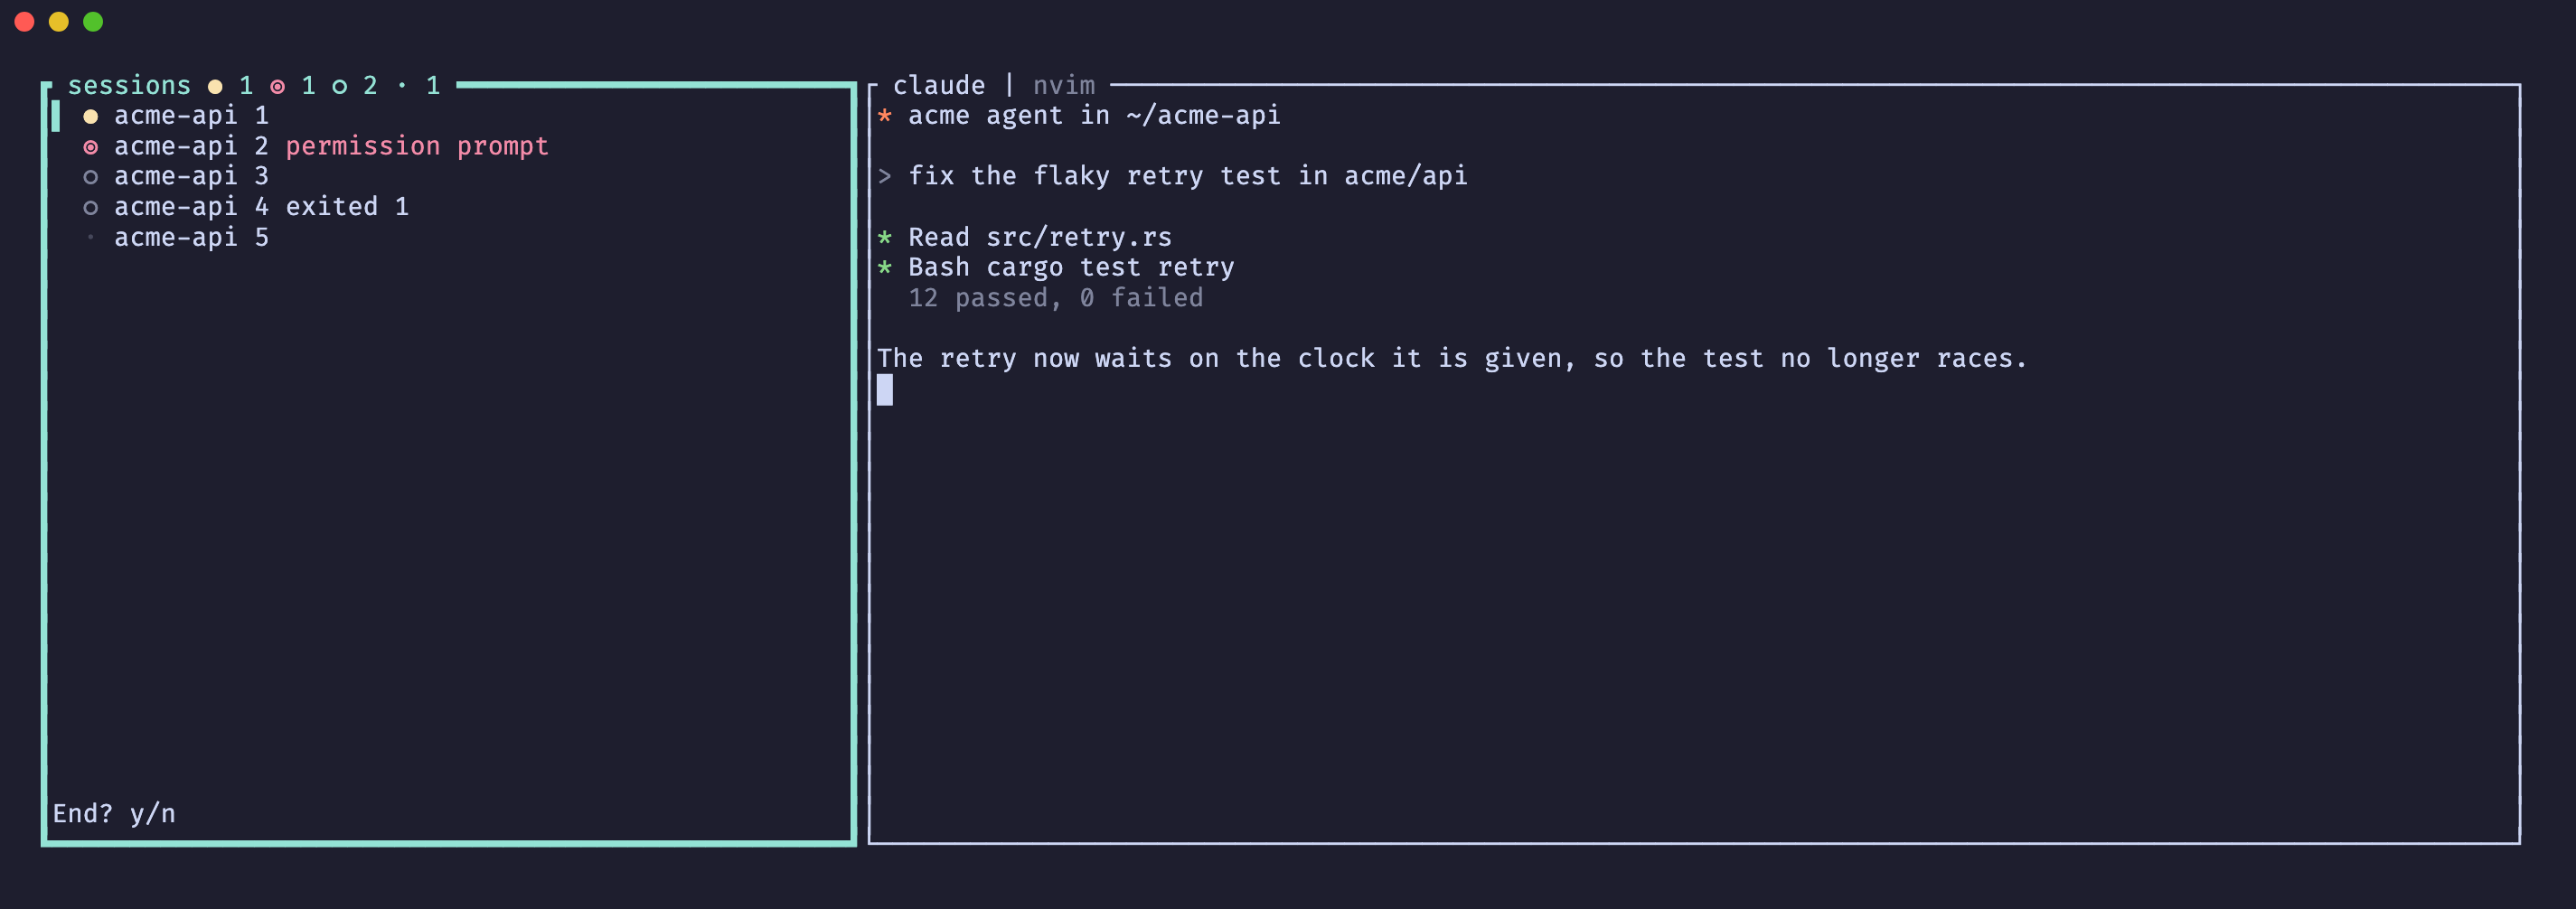 sessions ● 1 ◉ 1 ○ 2 · 1
● acme-api 1
◉ acme-api 2 permission prompt
○ acme-api 3
○ acme-api 4 exited 1
· acme-api 5
End? y/n
claude | nvim
* acme agent in ~/acme-api
> fix the flaky retry test in acme/api
* Read src/retry.rs
* Bash cargo test retry
12 passed, 0 failed
The retry now waits on the clock it is given, so the test no longer races.